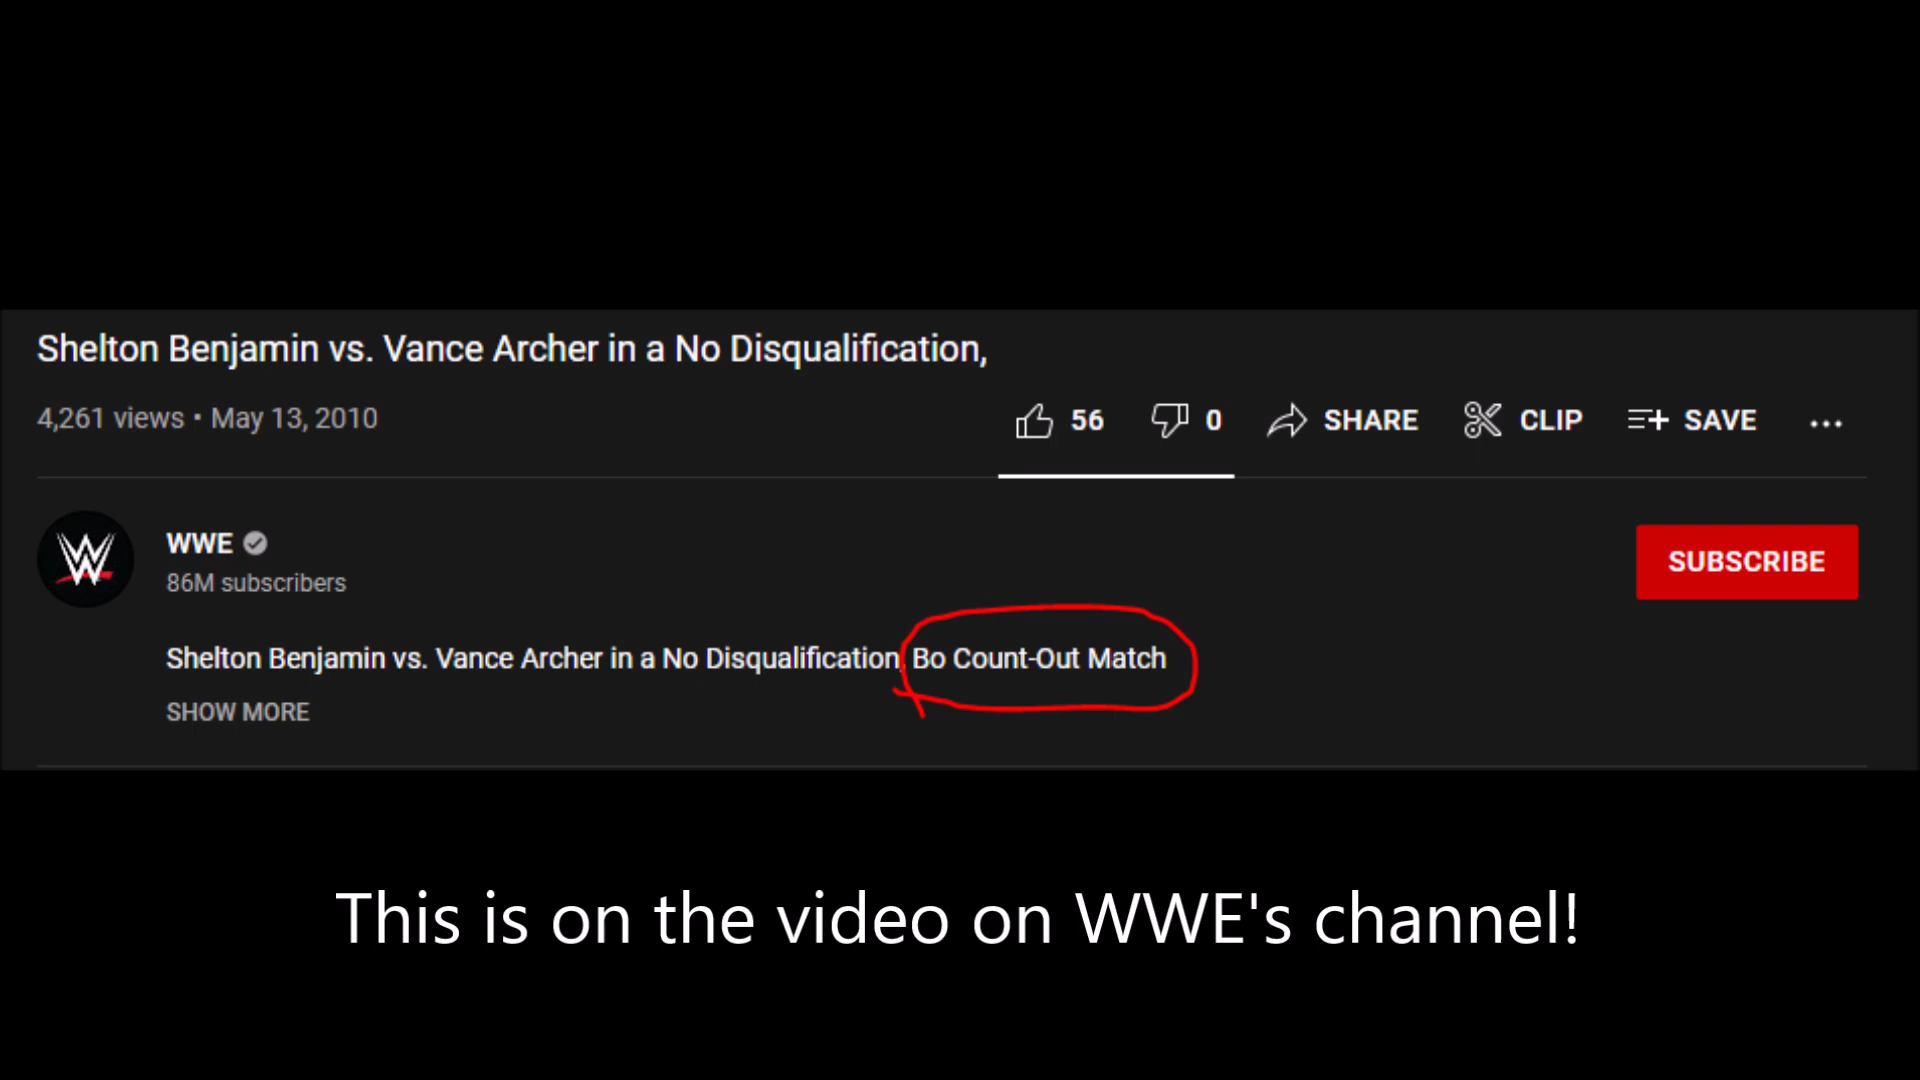 Shelton Benjamin vs. Vance Archer in a No Disqualification,
4,261 views • May 13, 2010
56 0 SHARE CLIP SAVE ...
WWE
86M subscribers
SUBSCRIBE
Shelton Benjamin vs. Vance Archer in a No Disqualification, Bo Count-Out Match
SHOW MORE
This is on the video on WWE's channel!